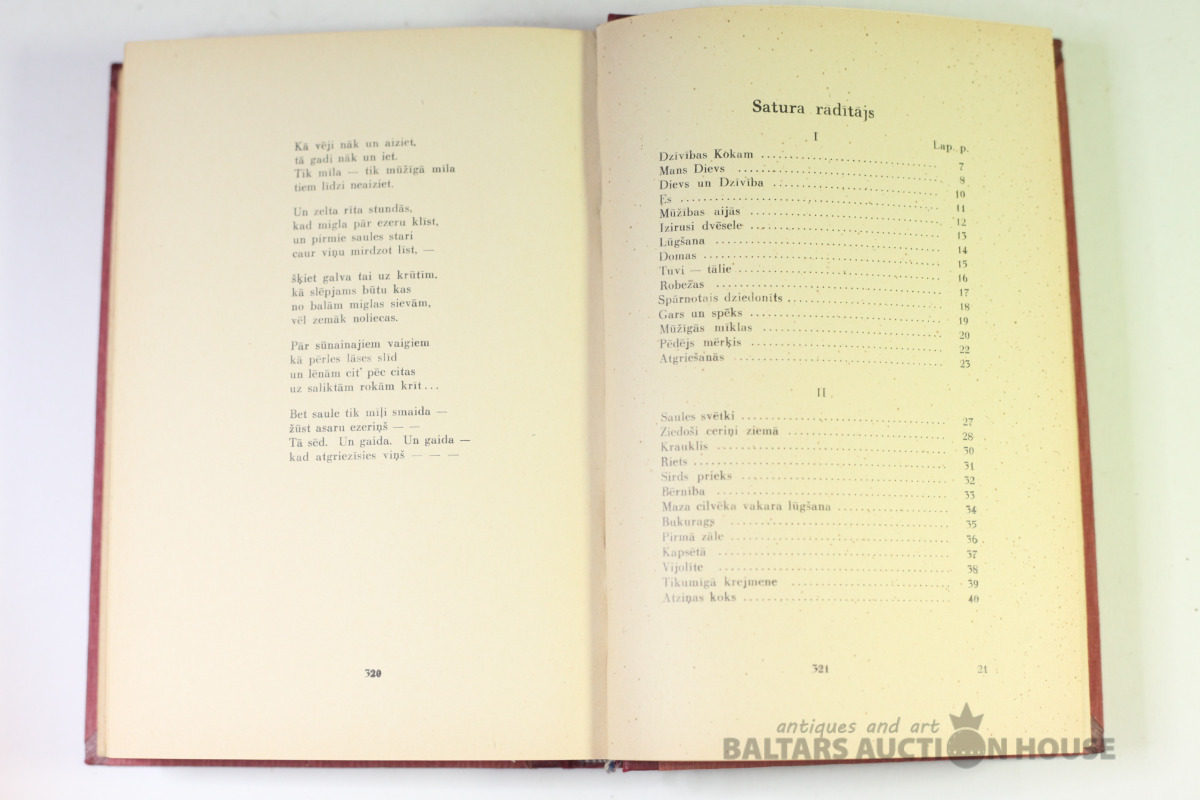 Kā vēji nāk un aiziet,
tā gadi nāk un iet.
Tik mīla — tik mūžīgā mīla
tiem līdzi neaiziet.
Un zelta rīta stundās,
kad migla pār ezeru klīst,
un pirmie saules stari
caur viņu mirdzot līst, —
šķiet galva tai uz krūtīm,
kā slēpjams būtu kas
no balām miglas sievām,
vēl zemāk noliecas.
Pār sūnainajiem vaigiem
kā pērles lāses slīd
un lēnām cit' pēc citas
uz saliktām rokām krīt...
Bet saule tik mīļi smaida —
žūst asaru ezeriņš — —
Tā sēd. Un gaida. Un gaida —
kad atgriezīsies viņš — — —
320
Satura rādītājs
I
Lap. p.
Dzīvības Kokam ........ 7
Mans Dievs ........ 8
Dievs un Dzīvība ........ 10
Es ........ 11
Mūžības aijās ........ 12
Izirusi dvēsele ........ 13
Lūgšana ........ 14
Domas ........ 15
Tuvi — tālie ........ 16
Robežas ........ 17
Spārnotais dziedonīts ........ 18
Gars un spēks ........ 19
Mūžīgās mīklas ........ 20
Pēdējs mērķis ........ 22
Atgriešanās ........ 23
II
Saules svētki ........ 27
Ziedoši ceriņi ziemā ........ 28
Krauklis ........ 30
Riets ........ 31
Sirds prieks ........ 32
Bērnība ........ 33
Maza cilvēka vakara lūgšana ........ 34
Bukurags ........ 35
Pirmā zāle ........ 36
Kapsētā ........ 37
Vijolīte ........ 38
Tikumīgā krejmene ........ 39
Atziņas koks ........ 40
321 21
antiques and art
BALTARS AUCTION HOUSE